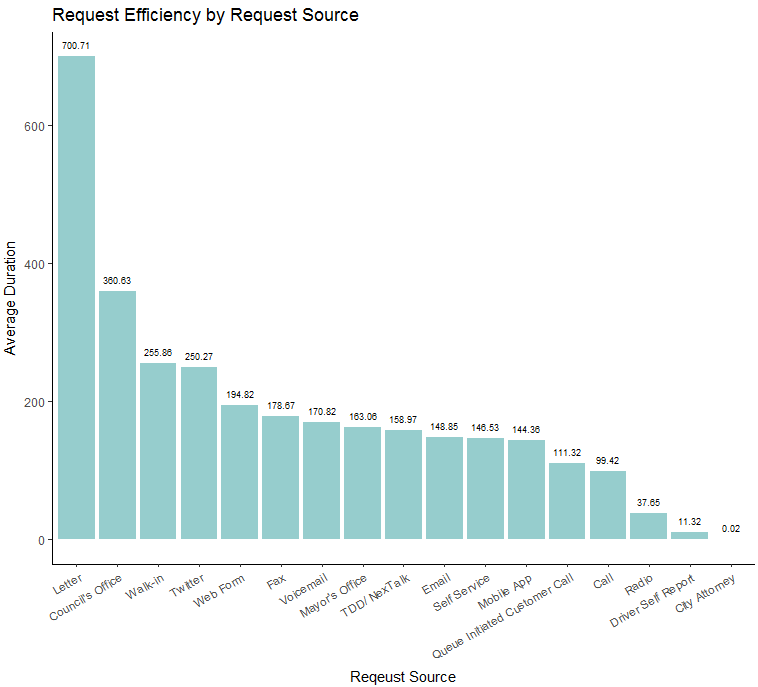 Request Efficiency by Request Source
Average Duration
600
400
200
0
700.71
360.63
255.86
250.27
194.82
178.67
170.82
163.06
158.97
148.85
146.53
144.36
111.32
99.42
37.65
11.32
0.02
Letter
Council's Office
Walk-in
Twitter
Web Form
Fax
Voicemail
Mayor's Office
TDD/ NexTalk
Email
Self Service
Mobile App
Queue Initiated Customer Call
Call
Radio
Driver Self Report
City Attorney
Reqeust Source